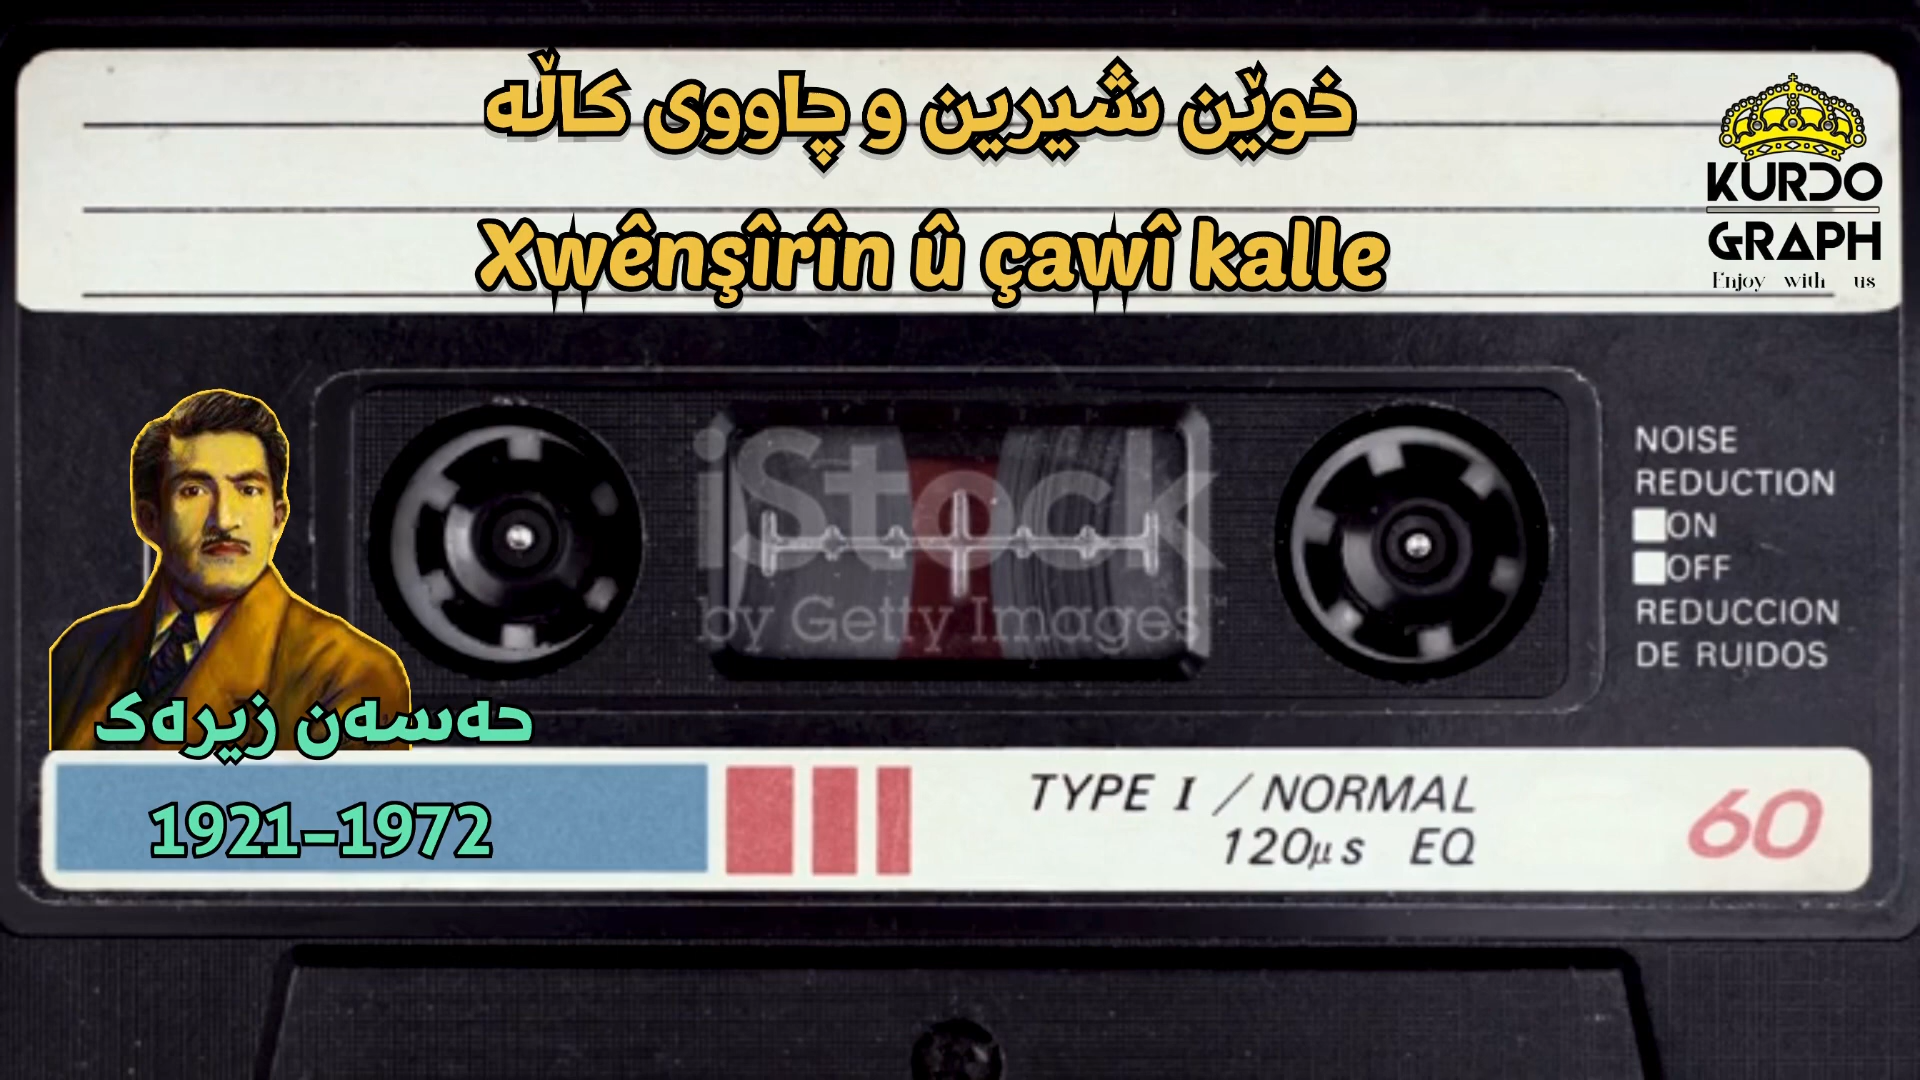 خوێن شیرین و چاووی کاڵە
Xwênşîrîn û çawî kalle
KURDO
GRAPH
Enjoy with us
iStock
by Getty Images™
NOISE
REDUCTION
ON
OFF
REDUCCION
DE RUIDOS
حەسەن زیرەک
1921-1972
TYPE I / NORMAL
120µs EQ
60